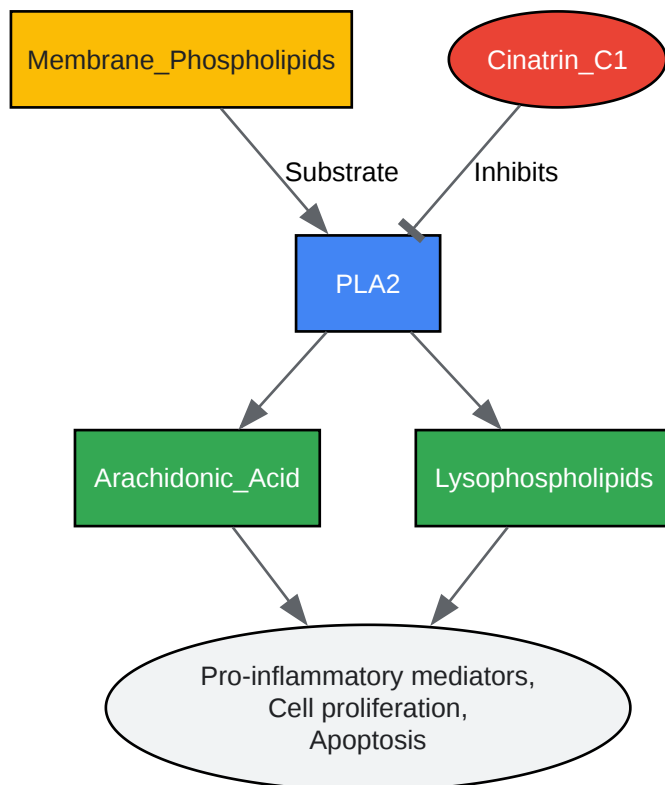 Membrane_Phospholipids
Cinatrin_C1
Substrate
Inhibits
PLA2
Arachidonic_Acid
Lysophospholipids
Pro-inflammatory mediators,
Cell proliferation,
Apoptosis